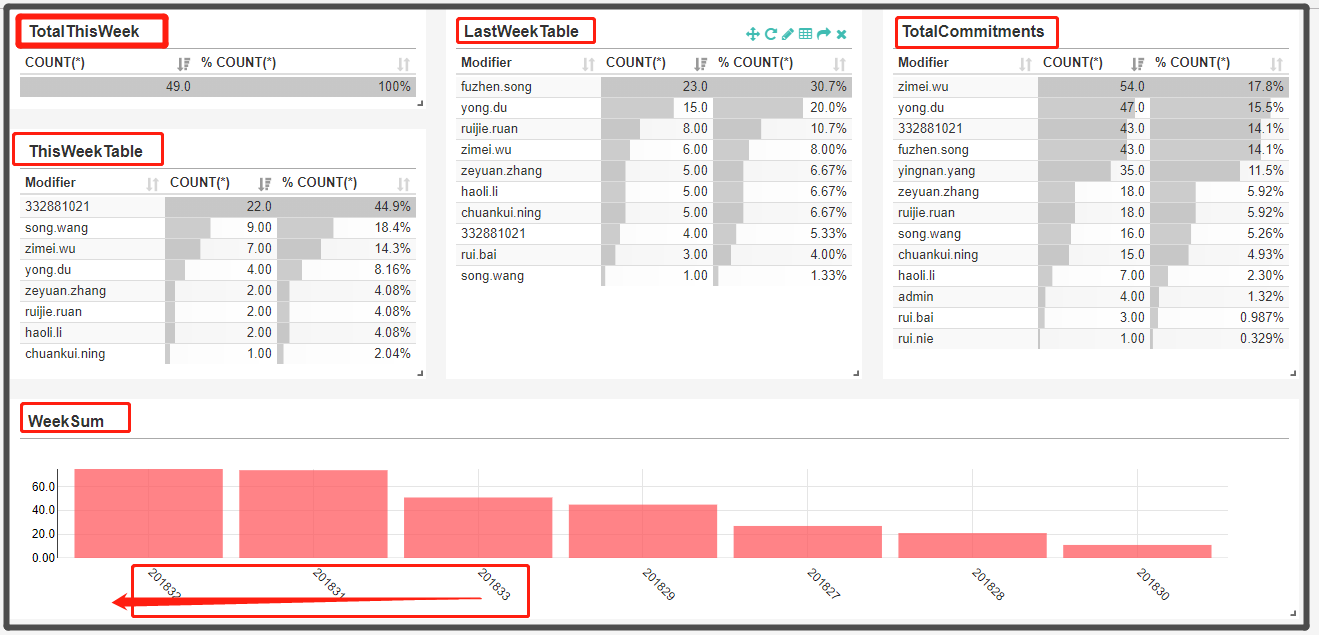 TotalThisWeek
COUNT(*) % COUNT(*)
49.0 100%
ThisWeekTable
Modifier COUNT(*) % COUNT(*)
332881021 22.0 44.9%
song.wang 9.00 18.4%
zimei.wu 7.00 14.3%
yong.du 4.00 8.16%
zeyuan.zhang 2.00 4.08%
ruijie.ruan 2.00 4.08%
haoli.li 2.00 4.08%
chuankui.ning 1.00 2.04%
LastWeekTable
Modifier COUNT(*) % COUNT(*)
fuzhen.song 23.0 30.7%
yong.du 15.0 20.0%
ruijie.ruan 8.00 10.7%
zimei.wu 6.00 8.00%
zeyuan.zhang 5.00 6.67%
haoli.li 5.00 6.67%
chuankui.ning 5.00 6.67%
332881021 4.00 5.33%
rui.bai 3.00 4.00%
song.wang 1.00 1.33%
TotalCommitments
Modifier COUNT(*) % COUNT(*)
zimei.wu 54.0 17.8%
yong.du 47.0 15.5%
332881021 43.0 14.1%
fuzhen.song 43.0 14.1%
yingnan.yang 35.0 11.5%
zeyuan.zhang 18.0 5.92%
ruijie.ruan 18.0 5.92%
song.wang 16.0 5.26%
chuankui.ning 15.0 4.93%
haoli.li 7.00 2.30%
admin 4.00 1.32%
rui.bai 3.00 0.987%
rui.nie 1.00 0.329%
WeekSum
60.0
40.0
20.0
0.00
201832 201831 201833 201829 201827 201828 201830